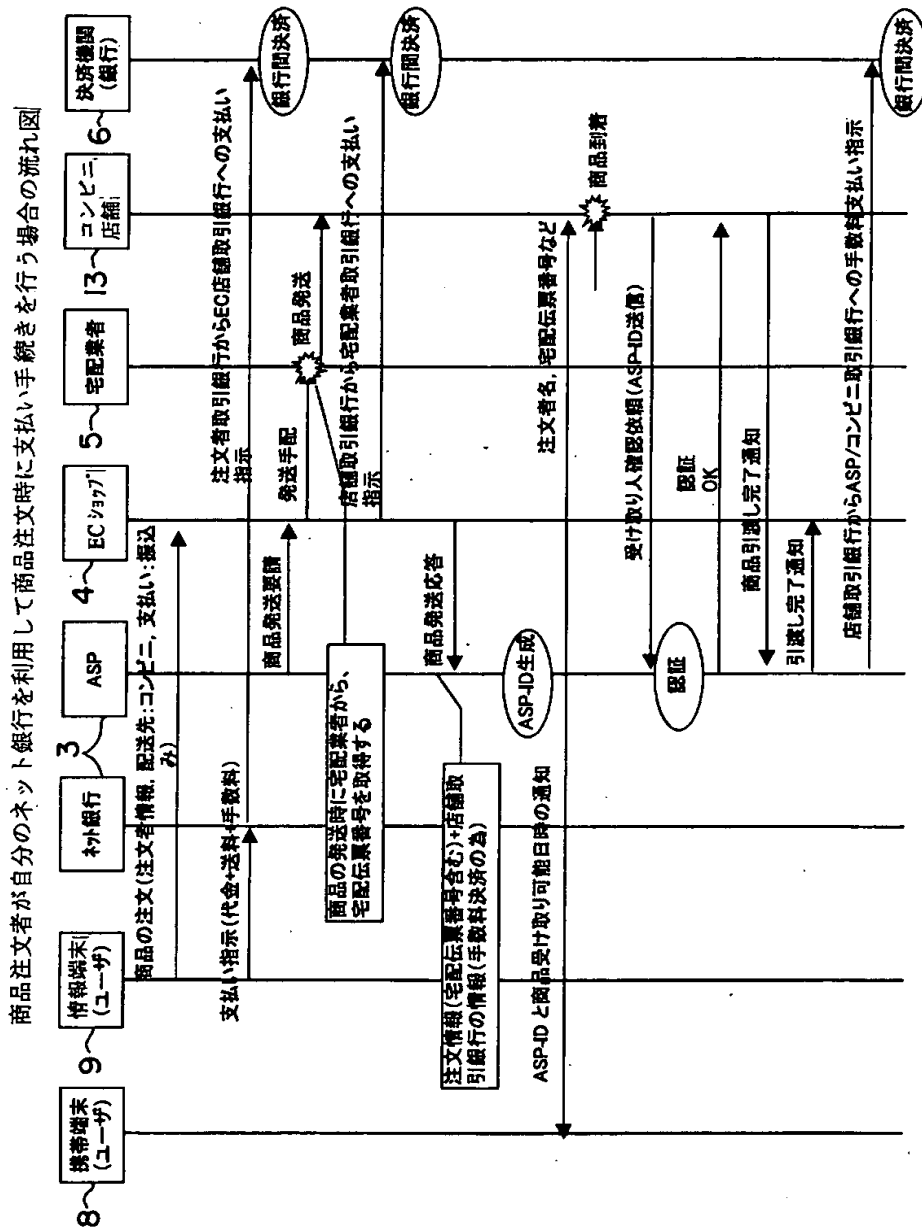 商品注文者が自分のネット銀行を利用して商品注文時に支払い手続きを行う場合の流れ図
8
携帯端末
(ユーザ)
9
情報端末
(ユーザ)
3
ネット銀行
ASP
4
ECショップ
5
宅配業者
13
コンビニ
店舗
6
決済機関
(銀行)
商品の注文(注文者情報, 配送先:コンビニ, 支払い:振込
み)
支払い指示(代金+送料+手数料)
注文者取引銀行からEC店舗取引銀行への支払い
指示
銀行間決済
商品発送要請
発送手配
商品発送
商品の発送時に宅配業者から、
宅配伝票番号を取得する
店舗取引銀行から宅配業者取引銀行への支払い
指示
銀行間決済
商品発送応答
注文情報(宅配伝票番号含む)+店舗取
引銀行の情報(手数料決済の為)
ASP-ID生成
ASP-IDと商品受け取り可能日時の通知
注文者名, 宅配伝票番号など
商品到着
受け取り人確認依頼(ASP-ID送信)
認証
認証
OK
商品引渡し完了通知
引渡し完了通知
店舗取引銀行からASP/コンビニ取引銀行への手数料支払い指示
銀行間決済